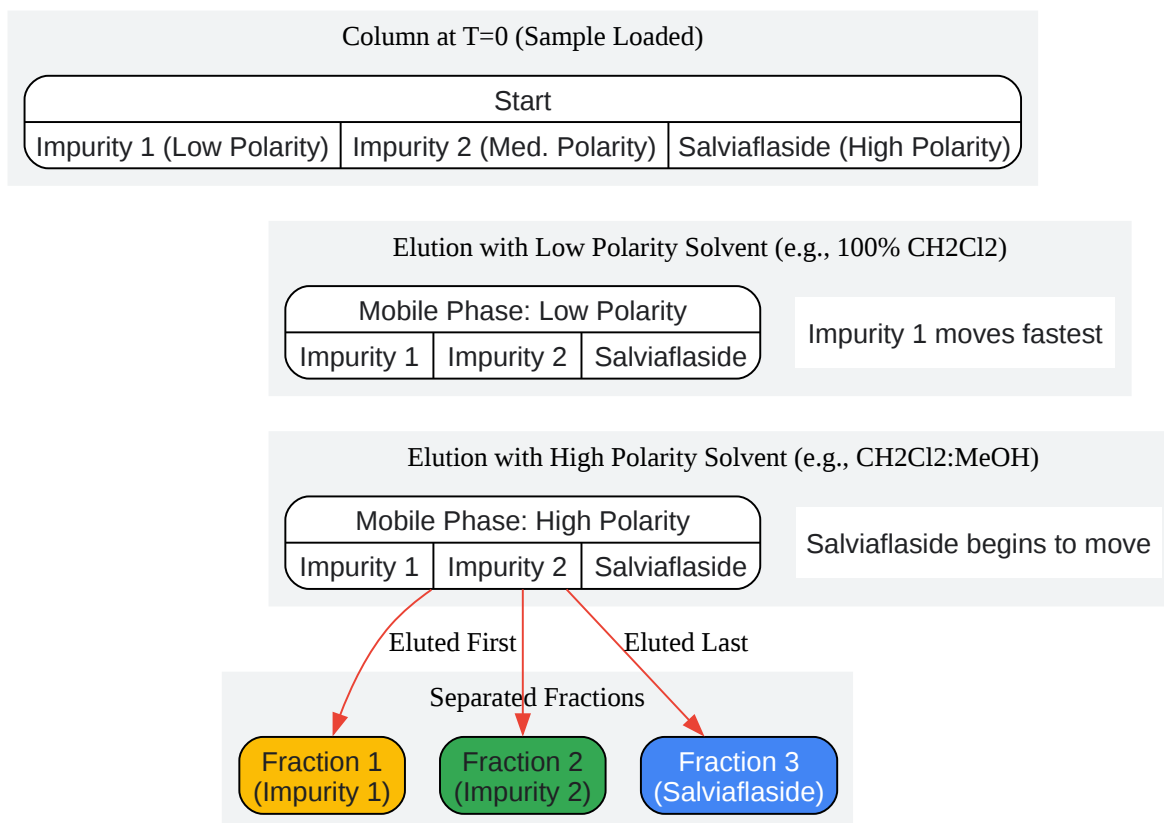 Column at T=0 (Sample Loaded)
Start
Impurity 1 (Low Polarity)
Impurity 2 (Med. Polarity)
Salviaflaside (High Polarity)
Elution with Low Polarity Solvent (e.g., 100% CH2Cl2)
Mobile Phase: Low Polarity
Impurity 1
Impurity 2
Salviaflaside
Impurity 1 moves fastest
Elution with High Polarity Solvent (e.g., CH2Cl2:MeOH)
Mobile Phase: High Polarity
Impurity 1
Impurity 2
Salviaflaside
Salviaflaside begins to move
Eluted First
Eluted Last
Separated Fractions
Fraction 1
(Impurity 1)
Fraction 2
(Impurity 2)
Fraction 3
(Salviaflaside)